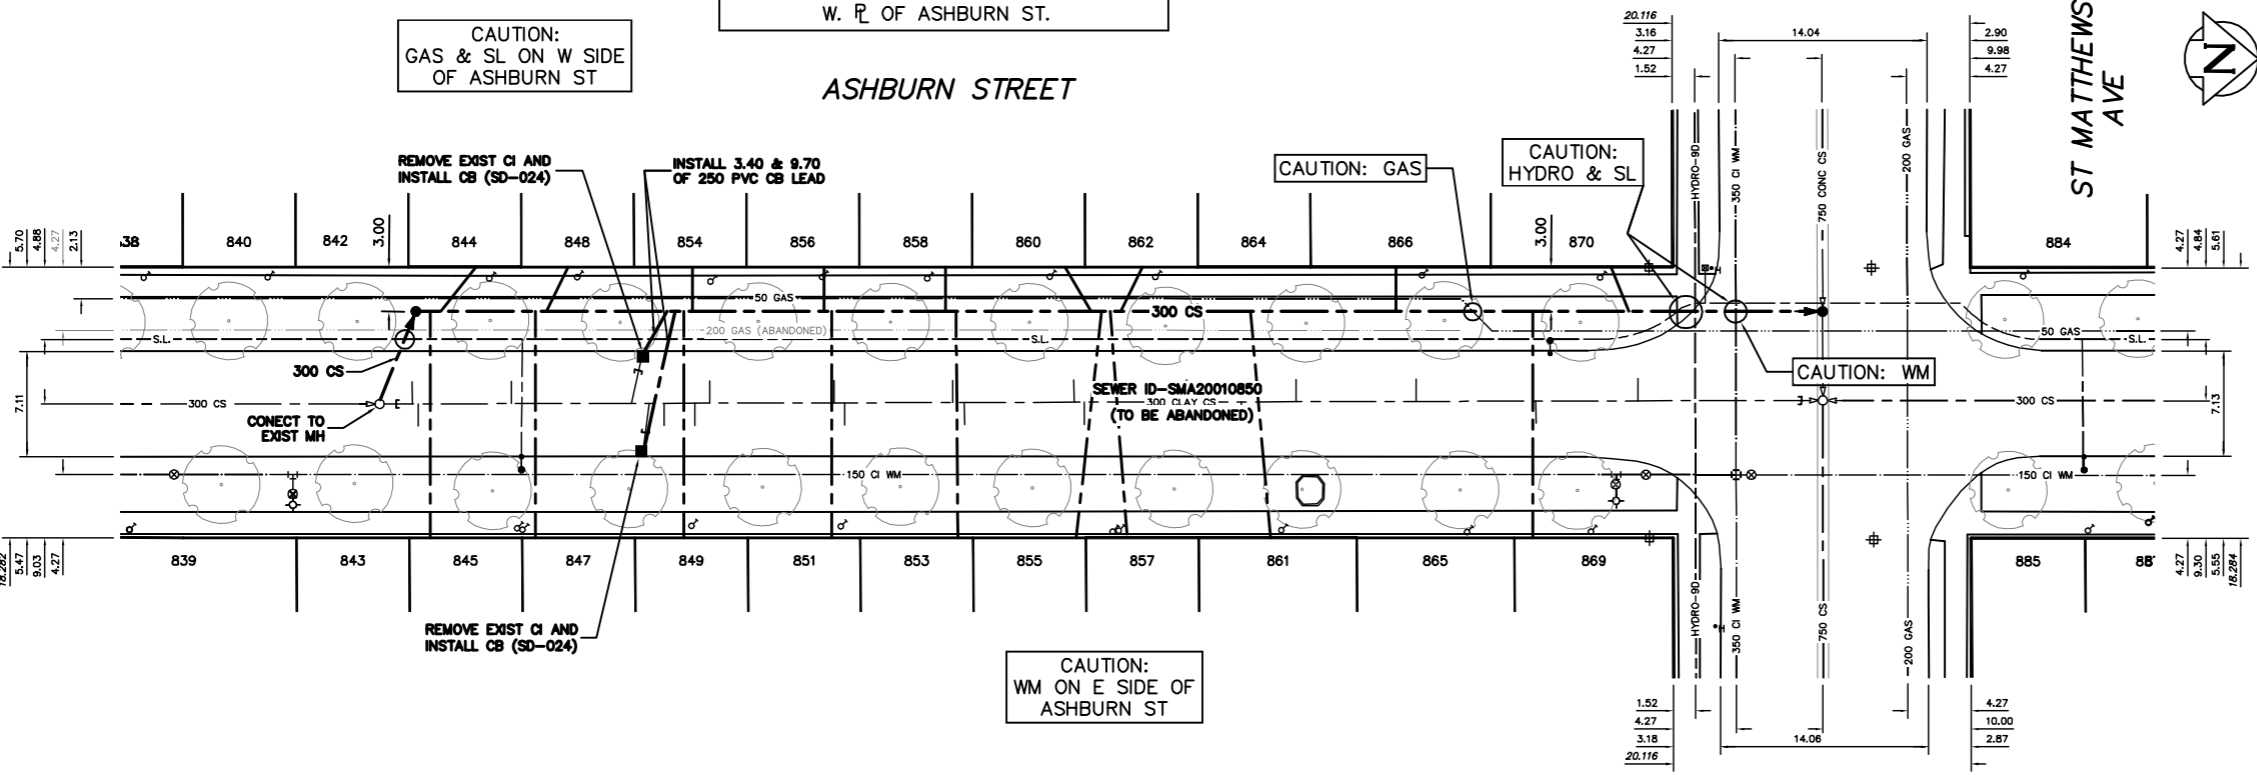 W. ⅊ OF ASHBURN ST.
CAUTION:
GAS & SL ON W SIDE
OF ASHBURN ST
ASHBURN STREET
ST MATTHEWS
AVE
N
20.116
3.16
4.27
1.52
14.04
2.90
9.98
4.27
REMOVE EXIST CI AND
INSTALL CB (SD-024)
INSTALL 3.40 & 9.70
OF 250 PVC CB LEAD
CAUTION: GAS
CAUTION:
HYDRO & SL
HYDRO-9D
350 CI WM
750 CONC CS
200 GAS
5.70
4.88
4.27
2.13
838
840
842
3.00
844
848
854
856
858
860
862
864
866
3.00
870
884
4.27
4.84
5.61
50 GAS
300 CS
200 GAS (ABANDONED)
S.L.
S.L.
50 GAS
S.L.
300 CS
CAUTION: WM
7.11
300 CS
CONECT TO
EXIST MH
SEWER ID-SMA20010850
300 CLAY CS
(TO BE ABANDONED)
300 CS
7.13
150 CI WM
150 CI WM
H
18.282
5.47
9.03
4.27
839
843
845
847
849
851
853
855
857
861
865
869
885
887
4.27
9.30
5.55
18.284
HYDRO-9D
350 CI WM
750 CS
200 GAS
H
REMOVE EXIST CI AND
INSTALL CB (SD-024)
CAUTION:
WM ON E SIDE OF
ASHBURN ST
1.52
4.27
3.18
20.116
14.06
4.27
10.00
2.87